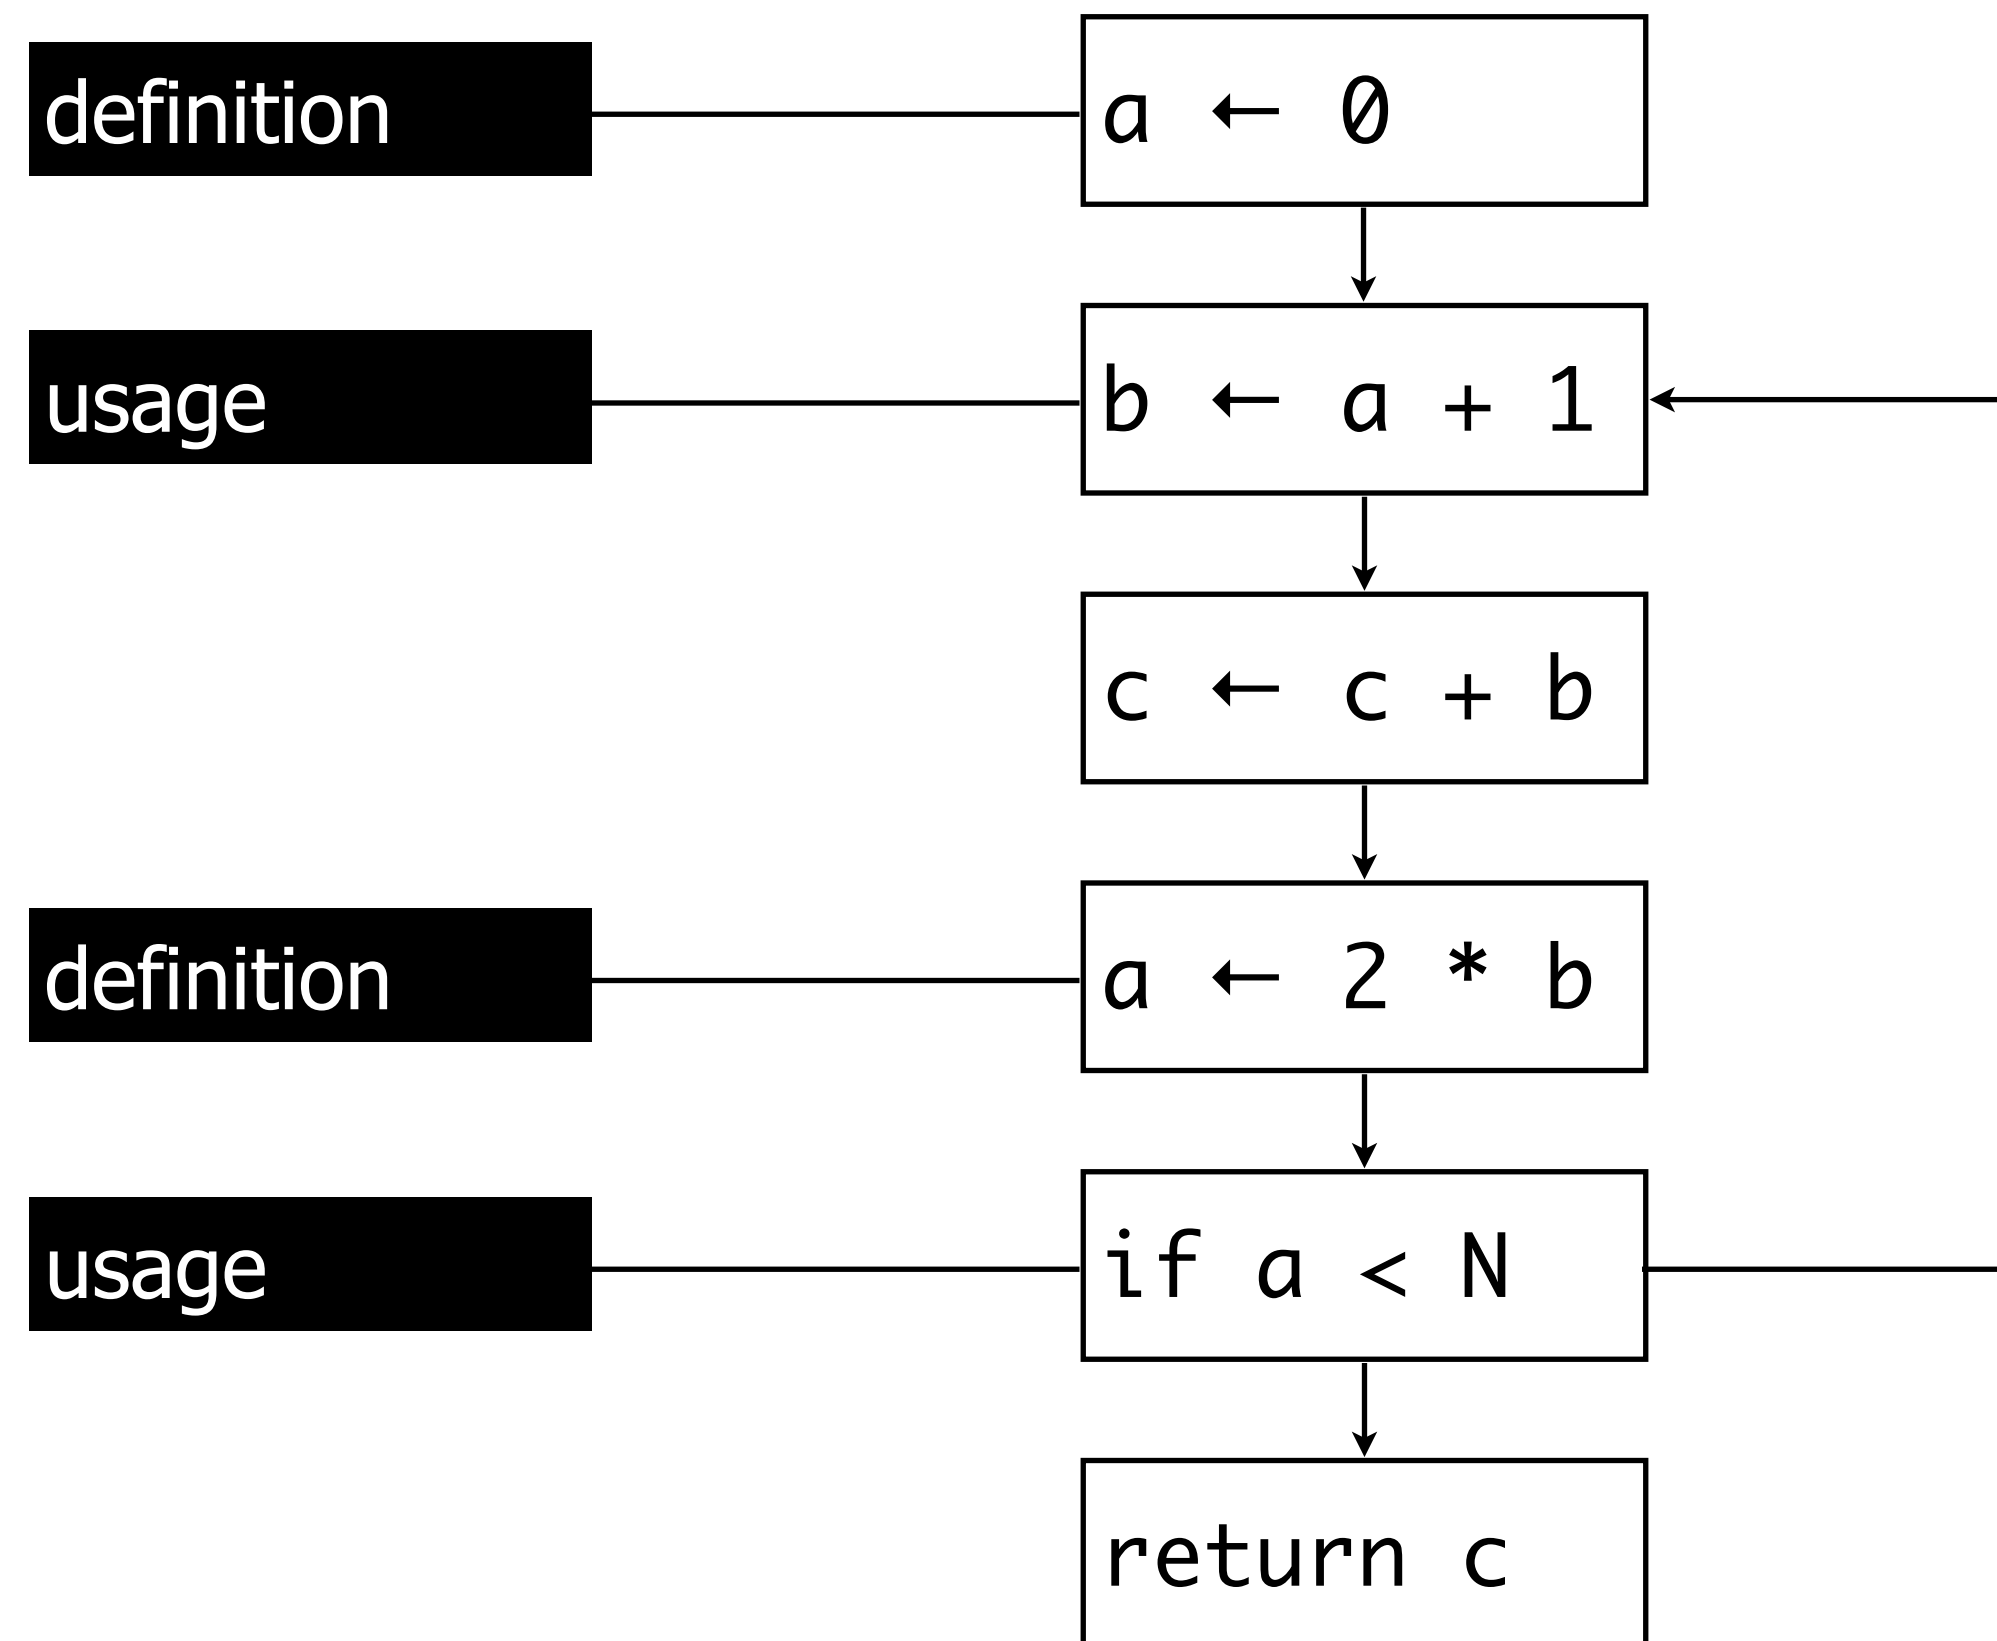 definition
a ← 0
usage
b ← a + 1
c ← c + b
definition
a ← 2 * b
usage
if a < N
return c